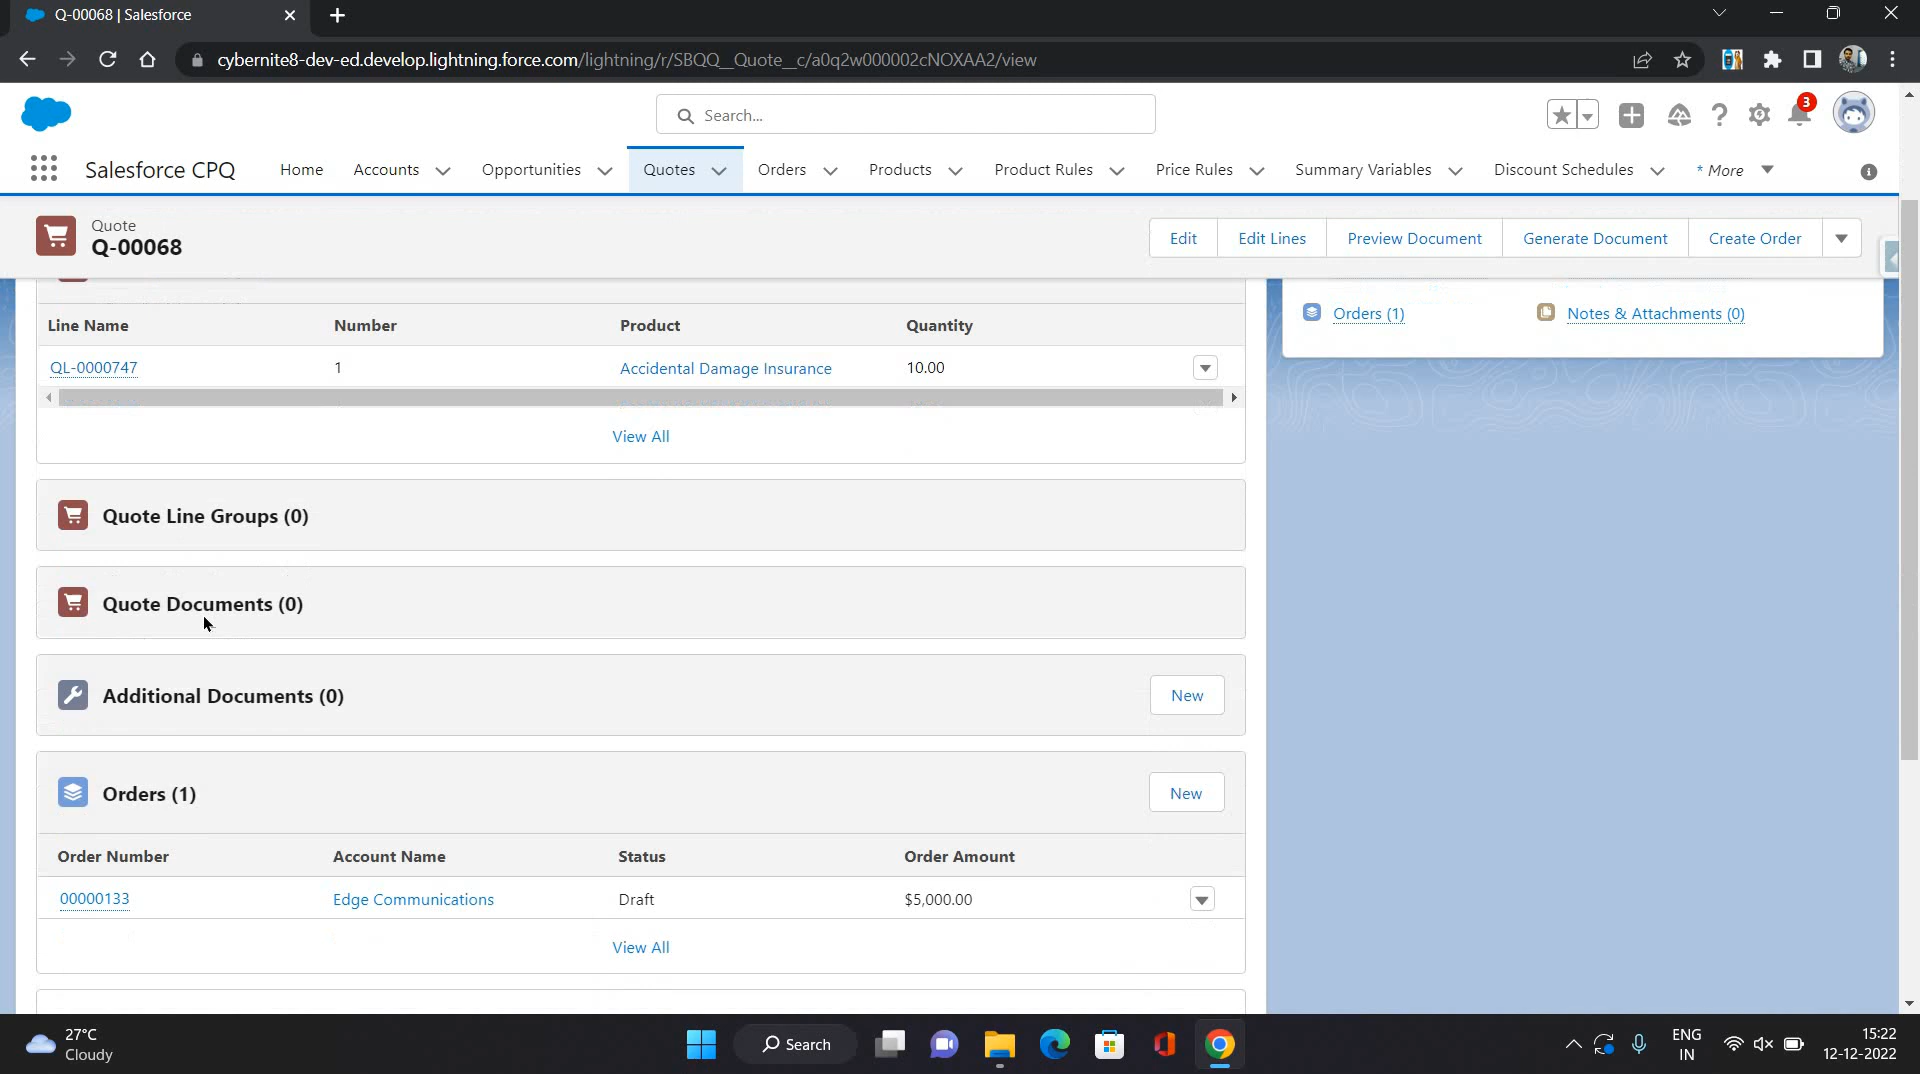 Q-00068 | Salesforce
cybernite8-dev-ed.develop.lightning.force.com/lightning/r/SBQQ__Quote__c/a0q2w000002cNOXAA2/view
Search...
3
Salesforce CPQ
Home
Accounts
Opportunities
Quotes
Orders
Products
Product Rules
Price Rules
Summary Variables
Discount Schedules
* More
Quote
Q-00068
Edit
Edit Lines
Preview Document
Generate Document
Create Order
Orders (1)
Notes & Attachments (0)
Line Name Number Product Quantity
QL-0000747 1 Accidental Damage Insurance 10.00
View All
Quote Line Groups (0)
Quote Documents (0)
Additional Documents (0)
New
Orders (1)
New
Order Number Account Name Status Order Amount
00000133 Edge Communications Draft $5,000.00
View All
27°C
Cloudy
Search
ENG
IN
15:22
12-12-2022